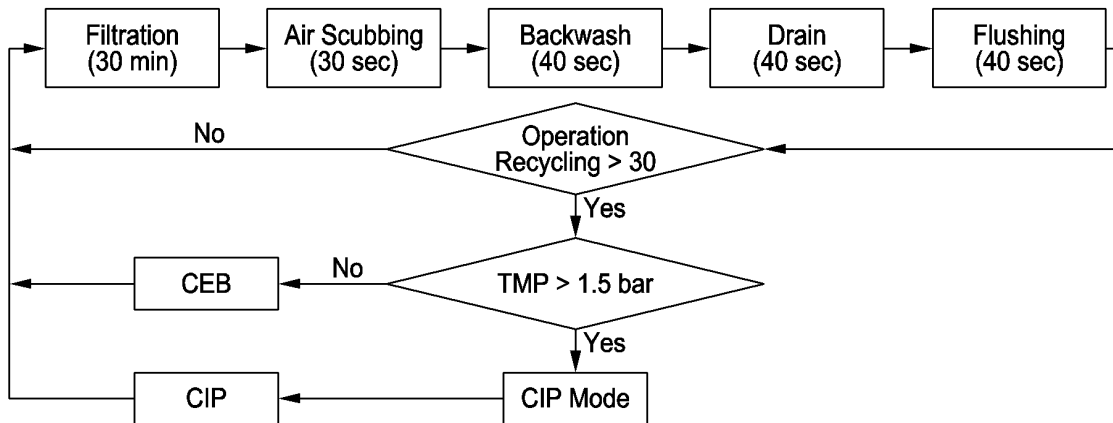 Filtration
(30 min)
Air Scubbing
(30 sec)
Backwash
(40 sec)
Drain
(40 sec)
Flushing
(40 sec)
No
Operation
Recycling > 30
Yes
CEB
No
TMP > 1.5 bar
Yes
CIP
CIP Mode